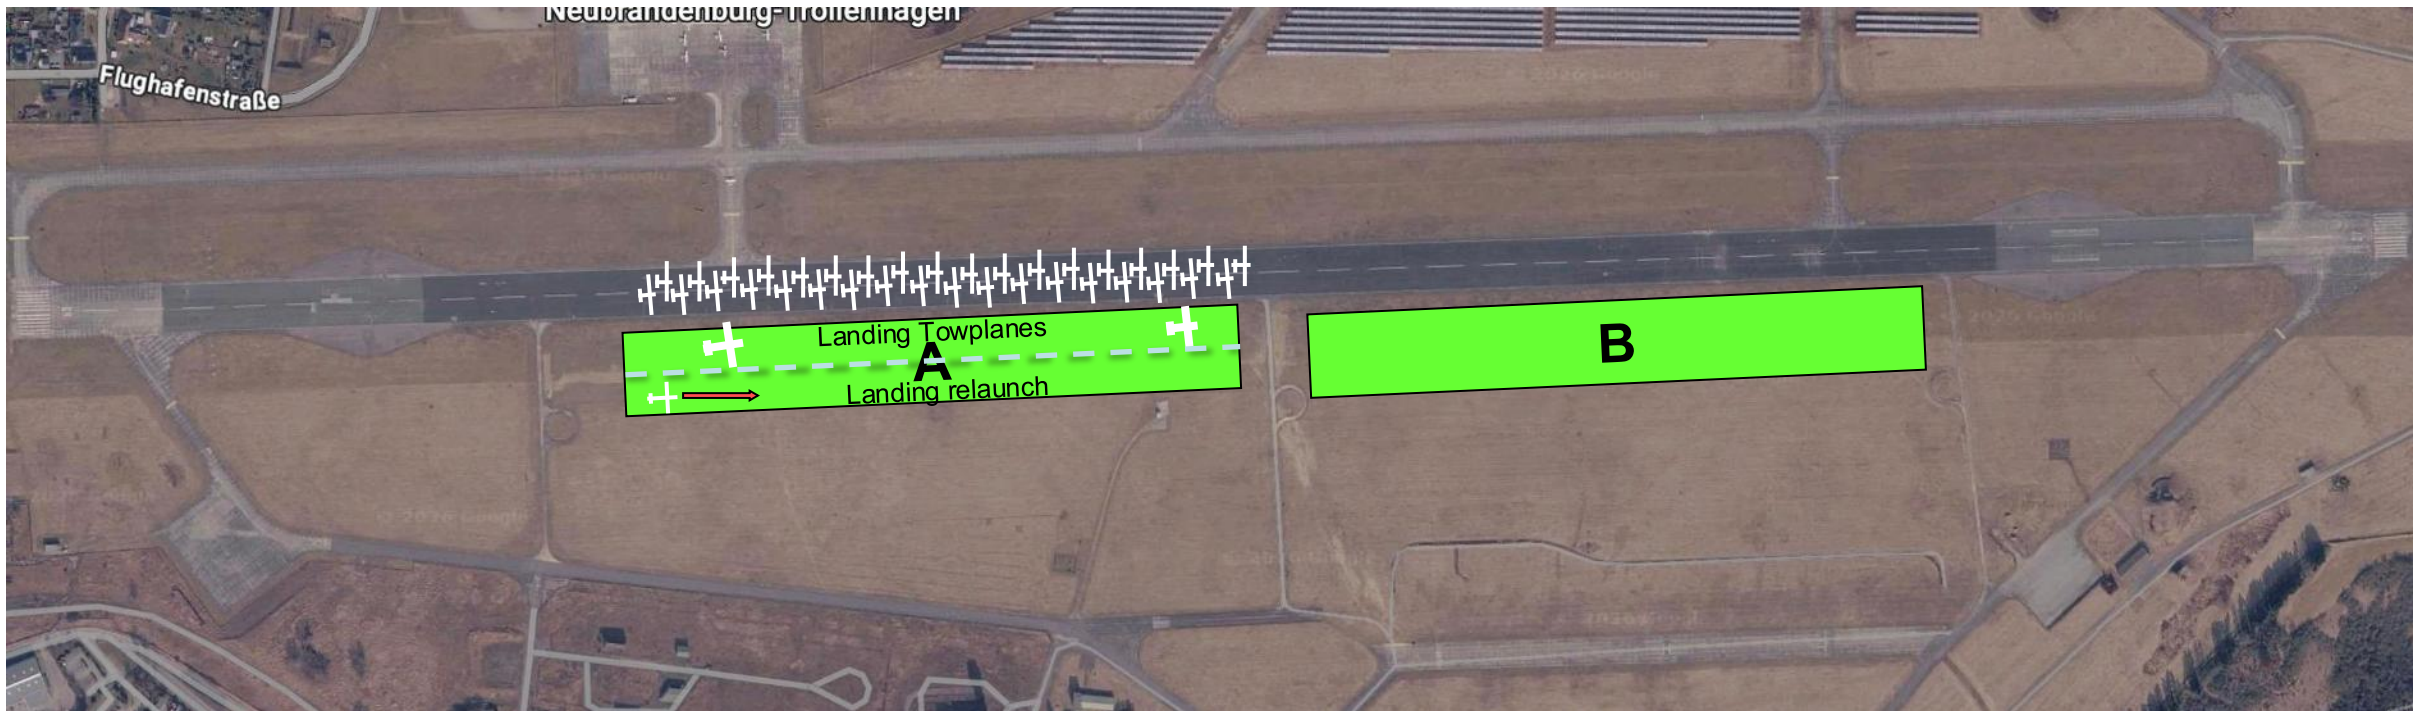 Neubrandenburg-Trollenhagen
Flughafenstraße
Landing Towplanes
A
Landing relaunch
B